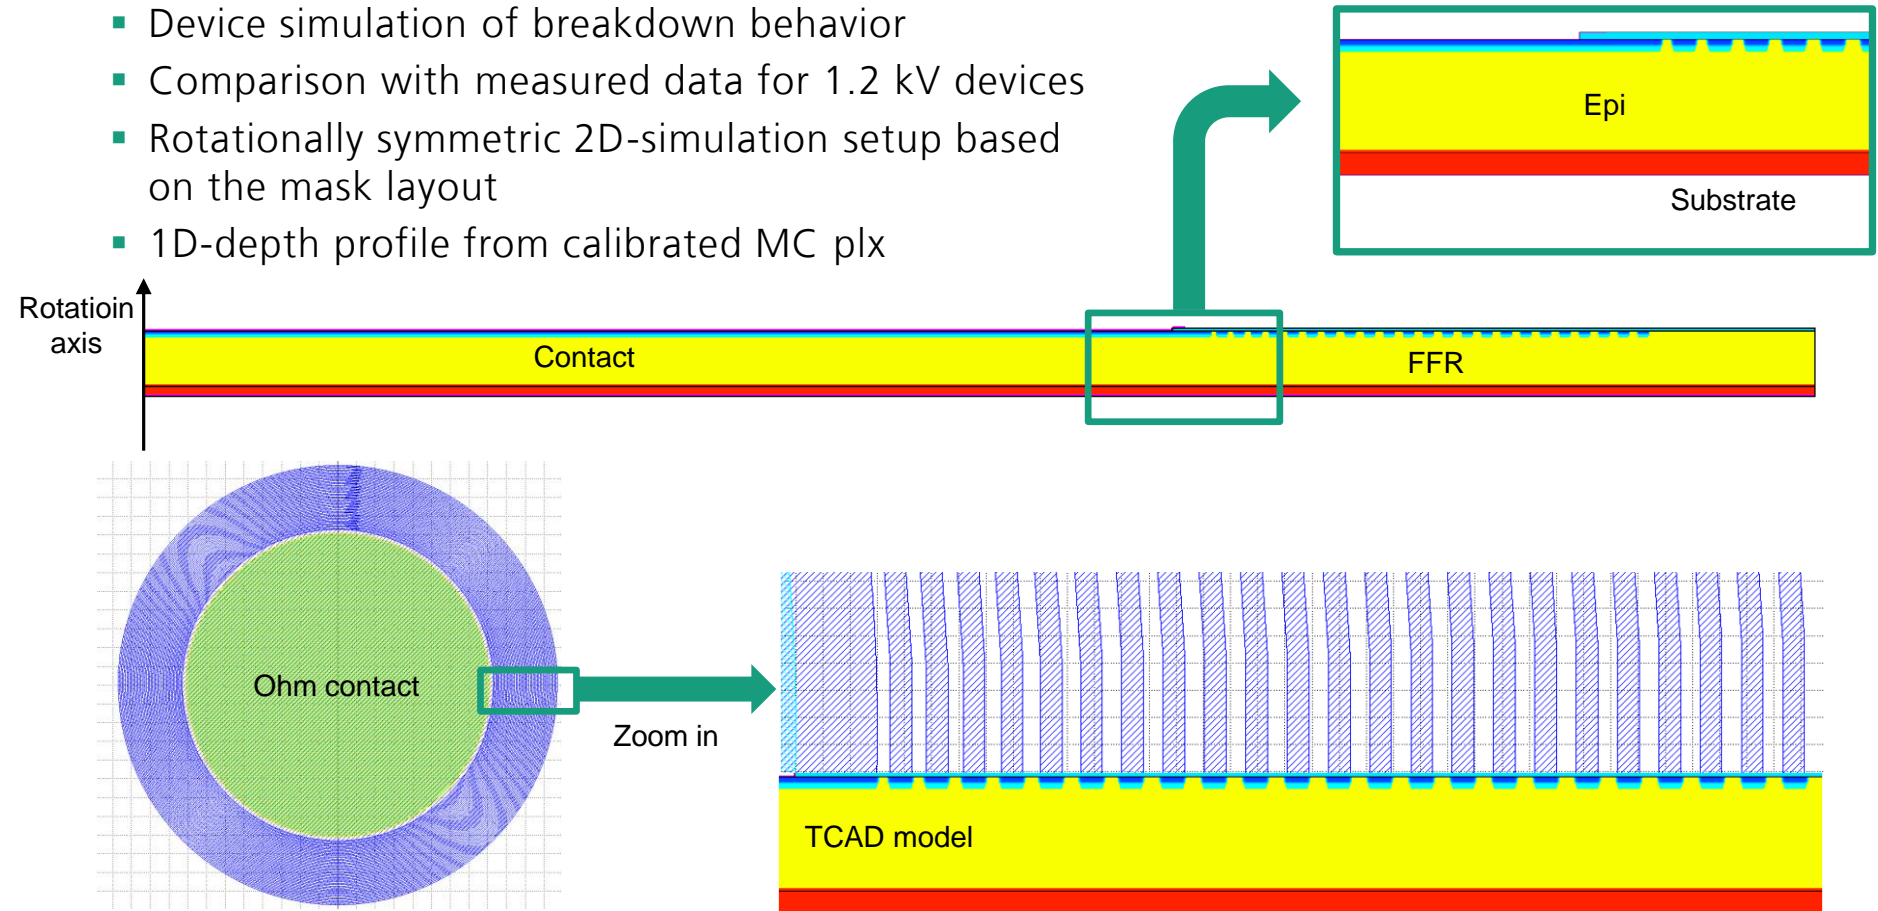 ▪ Device simulation of breakdown behavior
▪ Comparison with measured data for 1.2 kV devices
▪ Rotationally symmetric 2D-simulation setup based
on the mask layout
▪ 1D-depth profile from calibrated MC plx
Epi
Substrate
Rotatioin
axis
Contact
FFR
Ohm contact
Zoom in
TCAD model